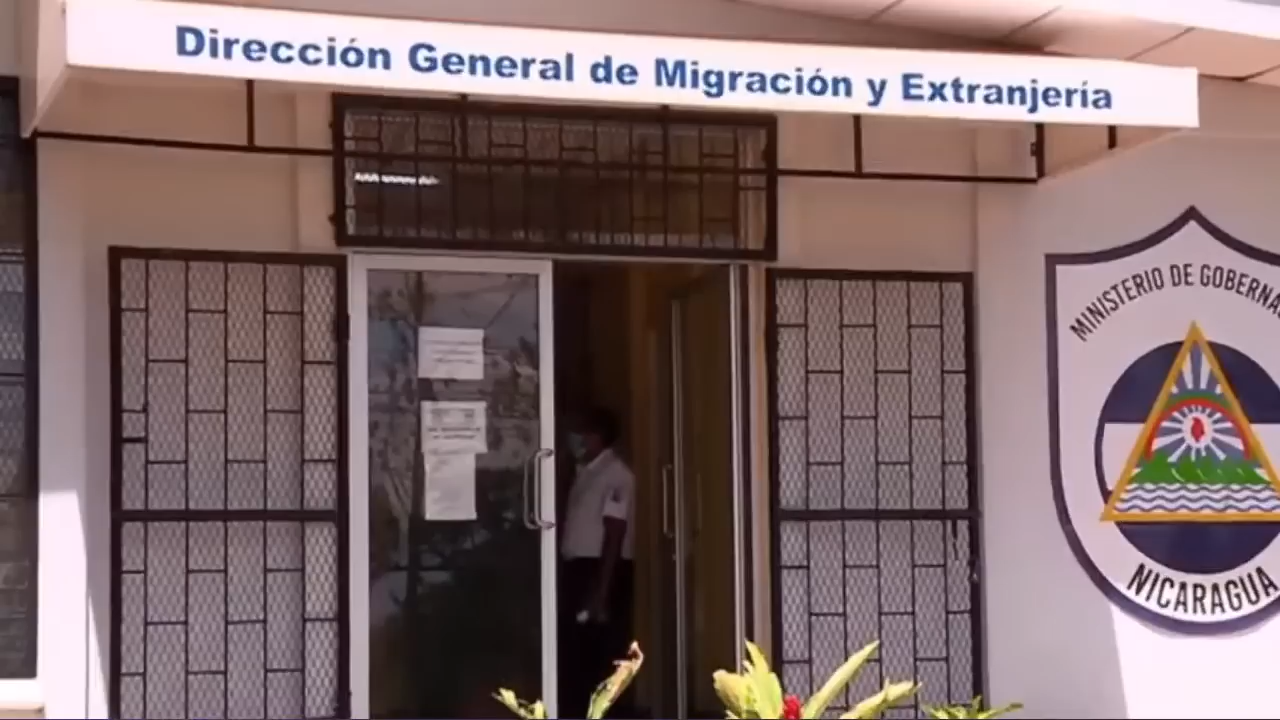 Dirección General de Migración y Extranjería
MINISTERIO DE GOBERNA
NICARAGUA